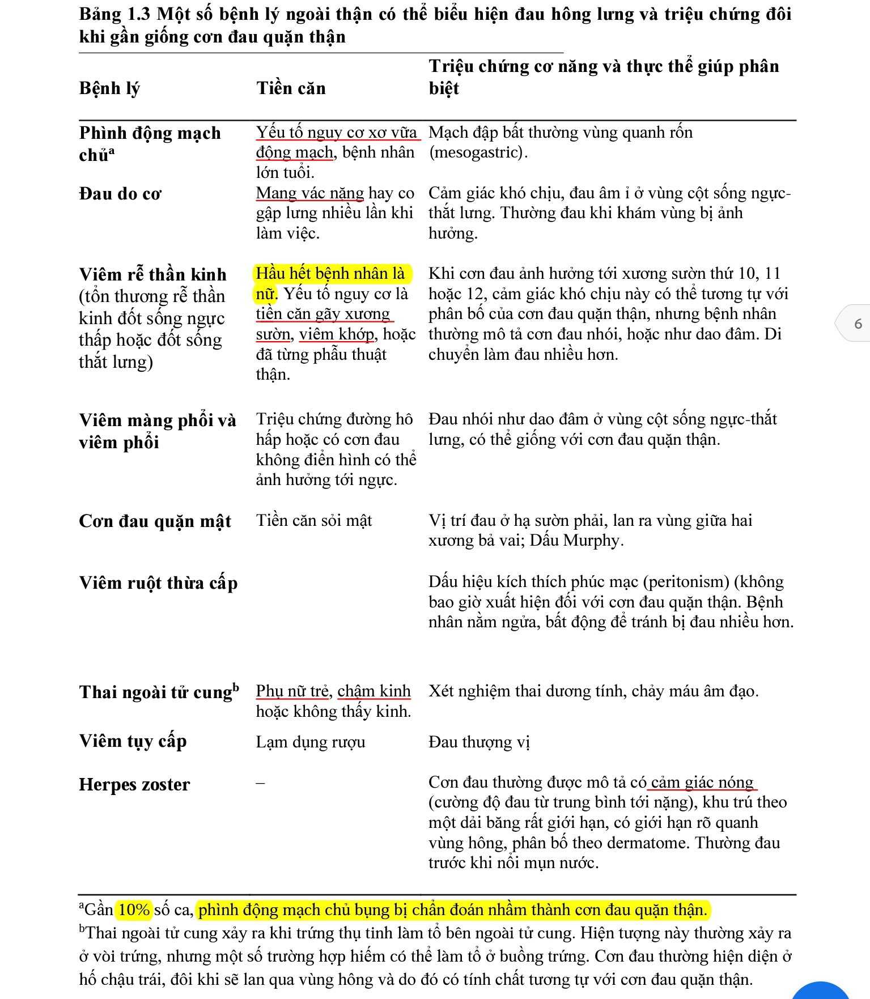 Bảng 1.3 Một số bệnh lý ngoài thận có thể biểu hiện đau hông lưng và triệu chứng đôi
khi gần giống cơn đau quặn thận
Bệnh lý
Tiền căn
Triệu chứng cơ năng và thực thể giúp phân
biệt
Phình động mạch
chủᵃ
Yếu tố nguy cơ xơ vữa
động mạch, bệnh nhân
lớn tuổi.
Mạch đập bất thường vùng quanh rốn
(mesogastric).
Đau do cơ
Mang vác nặng hay co
gập lưng nhiều lần khi
làm việc.
Cảm giác khó chịu, đau âm ỉ ở vùng cột sống ngực-
thắt lưng. Thường đau khi khám vùng bị ảnh
hưởng.
Viêm rễ thần kinh
(tổn thương rễ thần
kinh đốt sống ngực
thấp hoặc đốt sống
thắt lưng)
Hầu hết bệnh nhân là
nữ. Yếu tố nguy cơ là
tiền căn gãy xương
sườn, viêm khớp, hoặc
đã từng phẫu thuật
thận.
Khi cơn đau ảnh hưởng tới xương sườn thứ 10, 11
hoặc 12, cảm giác khó chịu này có thể tương tự với
phân bố của cơn đau quặn thận, nhưng bệnh nhân
thường mô tả cơn đau nhói, hoặc như dao đâm. Di
chuyển làm đau nhiều hơn.
6
Viêm màng phổi và
viêm phổi
Triệu chứng đường hô
hấp hoặc có cơn đau
không điển hình có thể
ảnh hưởng tới ngực.
Đau nhói như dao đâm ở vùng cột sống ngực-thắt
lưng, có thể giống với cơn đau quặn thận.
Cơn đau quặn mật
Tiền căn sỏi mật
Vị trí đau ở hạ sườn phải, lan ra vùng giữa hai
xương bả vai; Dấu Murphy.
Viêm ruột thừa cấp
Dấu hiệu kích thích phúc mạc (peritonism) (không
bao giờ xuất hiện đối với cơn đau quặn thận. Bệnh
nhân nằm ngửa, bất động để tránh bị đau nhiều hơn.
Thai ngoài tử cungᵇ
Phụ nữ trẻ, chậm kinh
hoặc không thấy kinh.
Xét nghiệm thai dương tính, chảy máu âm đạo.
Viêm tụy cấp
Lạm dụng rượu
Đau thượng vị
Herpes zoster
–
Cơn đau thường được mô tả có cảm giác nóng
(cường độ đau từ trung bình tới nặng), khu trú theo
một dải băng rất giới hạn, có giới hạn rõ quanh
vùng hông, phân bố theo dermatome. Thường đau
trước khi nổi mụn nước.
ᵃGần 10% số ca, phình động mạch chủ bụng bị chẩn đoán nhầm thành cơn đau quặn thận.
ᵇThai ngoài tử cung xảy ra khi trứng thụ tinh làm tổ bên ngoài tử cung. Hiện tượng này thường xảy ra
ở vòi trứng, nhưng một số trường hợp hiếm có thể làm tổ ở buồng trứng. Cơn đau thường hiện diện ở
hố chậu trái, đôi khi sẽ lan qua vùng hông và do đó có tính chất tương tự với cơn đau quặn thận.